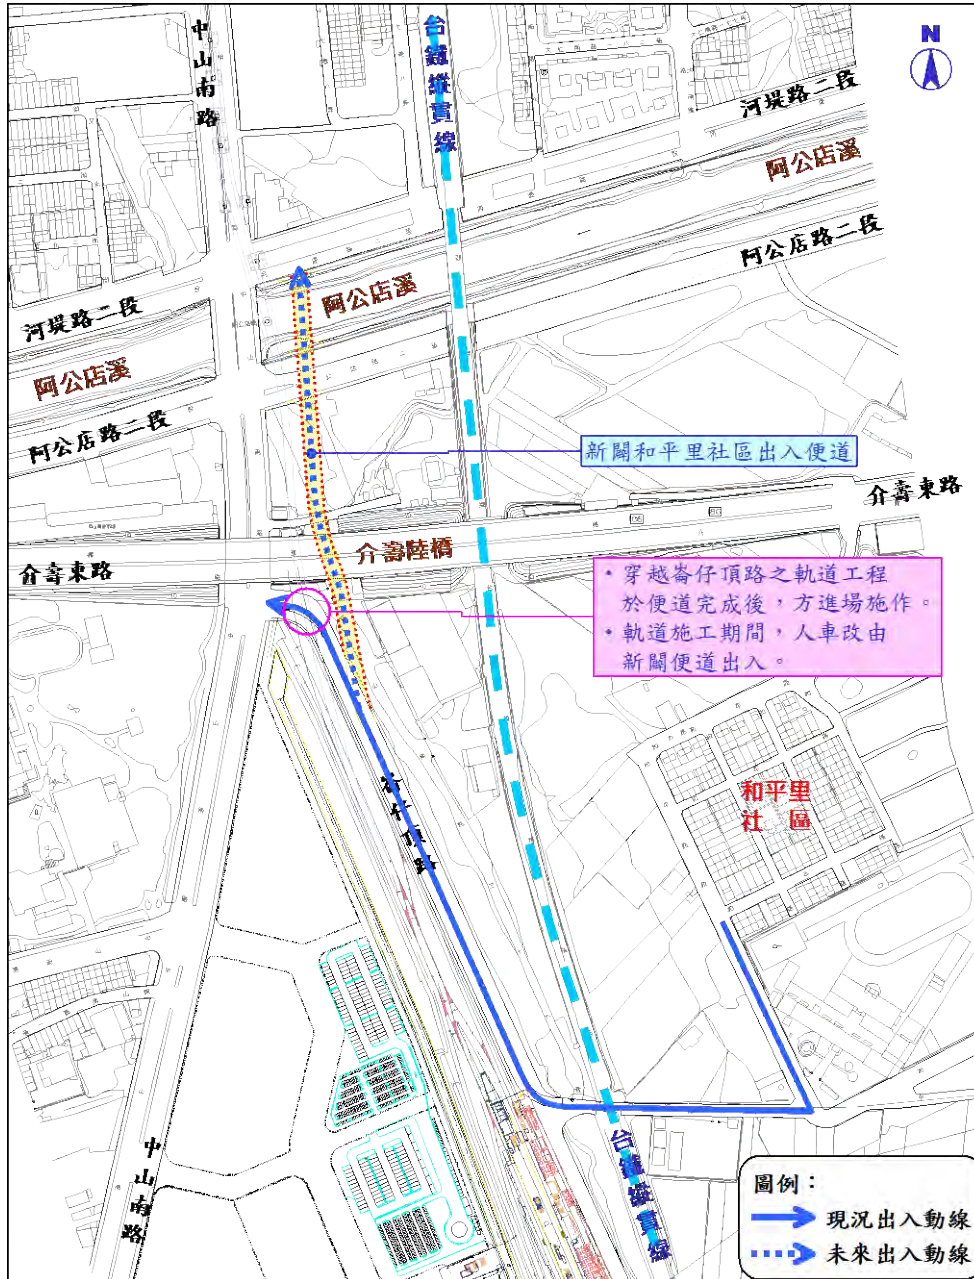 中山南路
台鐵縱貫線
N
河堤路二段
阿公店溪
阿公店路二段
河堤路二段
阿公店溪
阿公店溪
阿公店路二段
新闢和平里社區出入便道
介壽東路
介壽陸橋
介壽東路
・穿越崙仔頂路之軌道工程
於便道完成後，方進場施作。
・軌道施工期間，人車改由
新闢便道出入。
崙仔頂路
和平里
社區
中山南路
台鐵縱貫線
圖例：
現況出入動線
未來出入動線